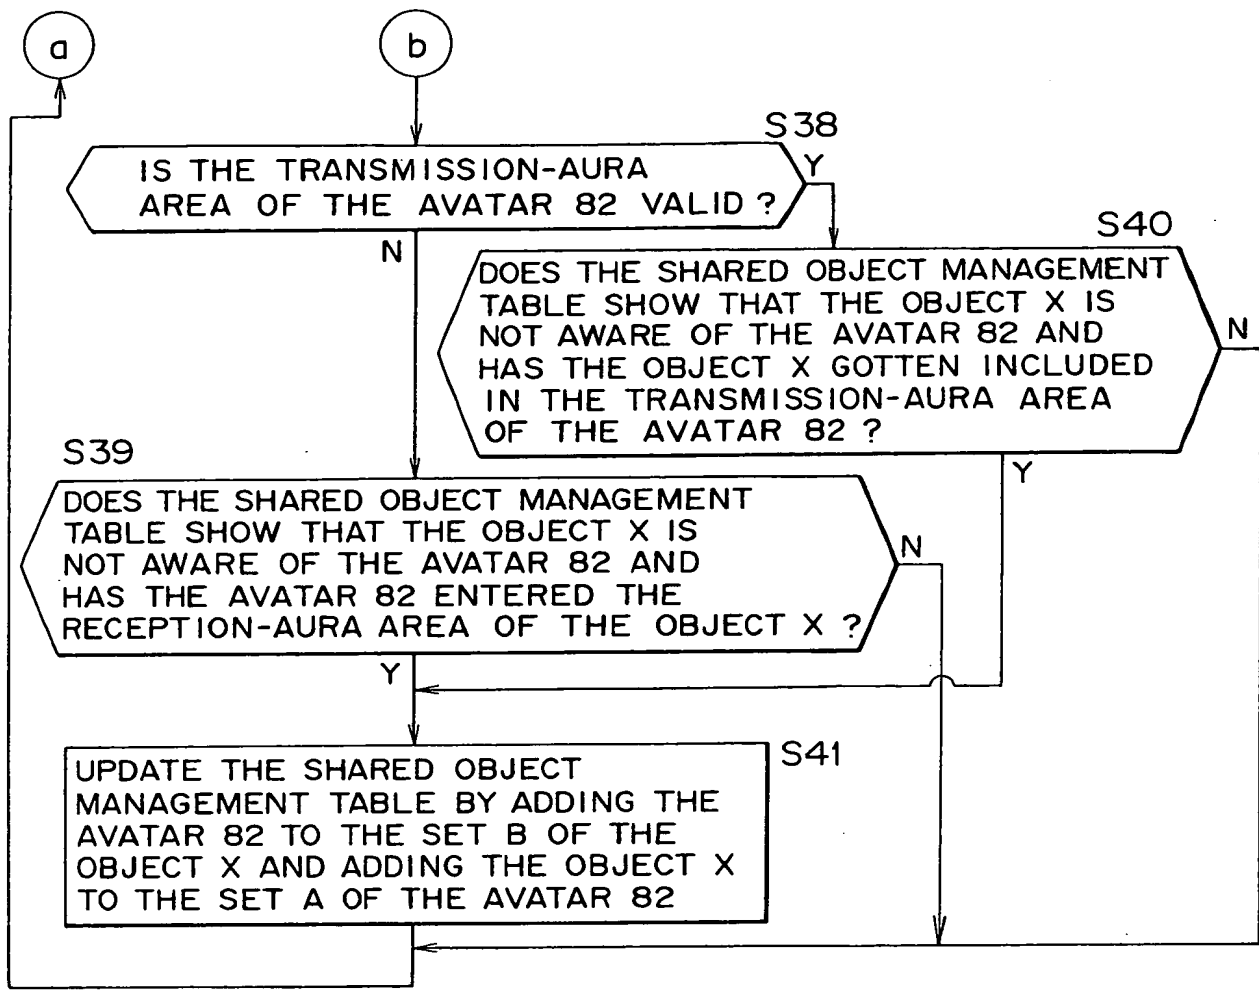 a
b
S38
IS THE TRANSMISSION-AURA
AREA OF THE AVATAR 82 VALID ?
Y
N
S40
DOES THE SHARED OBJECT MANAGEMENT
TABLE SHOW THAT THE OBJECT X IS
NOT AWARE OF THE AVATAR 82 AND
HAS THE OBJECT X GOTTEN INCLUDED
IN THE TRANSMISSION-AURA AREA
OF THE AVATAR 82 ?
N
Y
S39
DOES THE SHARED OBJECT MANAGEMENT
TABLE SHOW THAT THE OBJECT X IS
NOT AWARE OF THE AVATAR 82 AND
HAS THE AVATAR 82 ENTERED THE
RECEPTION-AURA AREA OF THE OBJECT X ?
N
Y
S41
UPDATE THE SHARED OBJECT
MANAGEMENT TABLE BY ADDING THE
AVATAR 82 TO THE SET B OF THE
OBJECT X AND ADDING THE OBJECT X
TO THE SET A OF THE AVATAR 82